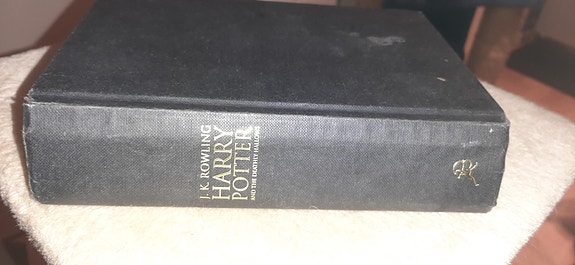 J. K. ROWLING
HARRY
POTTER
AND THE DEATHLY HALLOWS